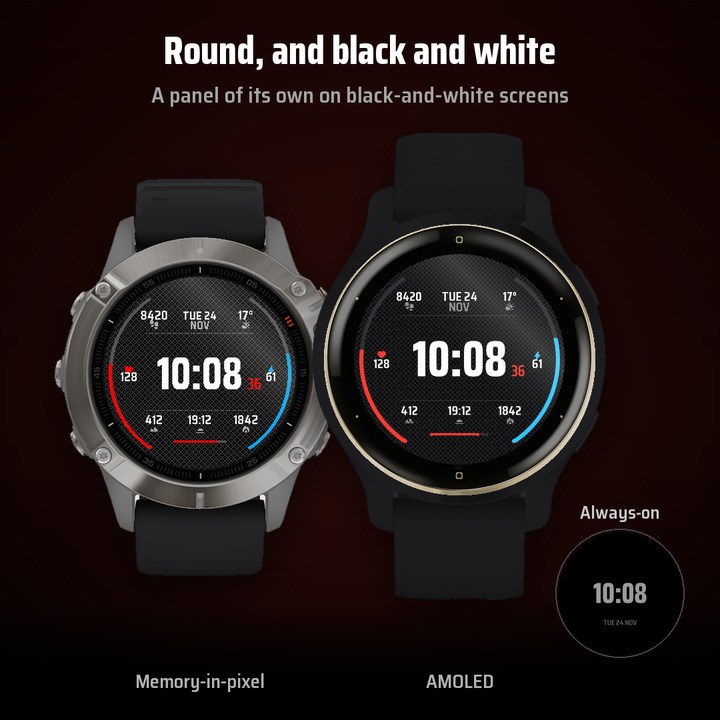 Round, and black and white
A panel of its own on black-and-white screens
8420 TUE 24 17°
NOV
128 10:08 36 61
412 19:12 1842
8420 TUE 24 17°
NOV
128 10:08 36 61
412 19:12 1842
Always-on
10:08
TUE 24 NOV
Memory-in-pixel
AMOLED